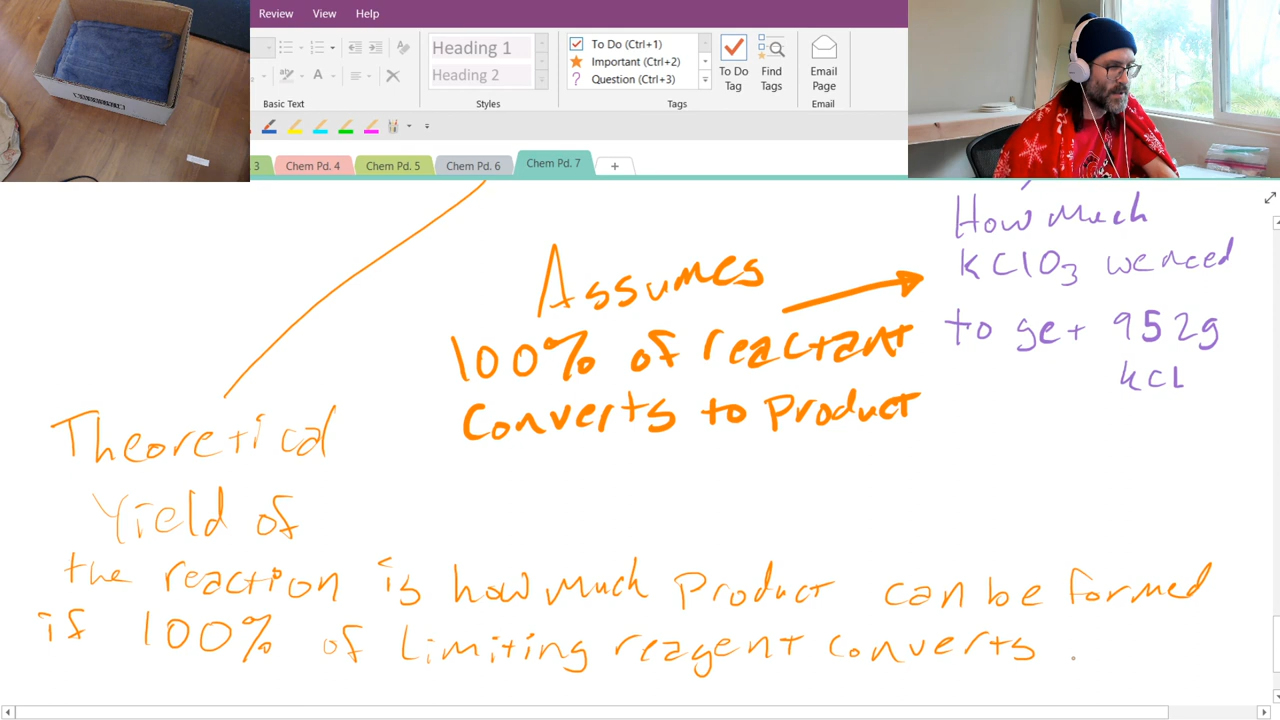 Review View Help
Heading 1
Heading 2
To Do (Ctrl+1)
Important (Ctrl+2)
Question (Ctrl+3)
To Do
Tag
Find
Tags
Email
Page
Basic Text
Styles
Tags
Email
3
Chem Pd. 4
Chem Pd. 5
Chem Pd. 6
Chem Pd. 7
+
How Much
KClO3 we need
to get 952g
KCl
Assumes
100% of reactant
Converts to Product
Theoretical
Yield of
the reaction is how Much Product can be formed
if 100% of Limiting reagent converts.